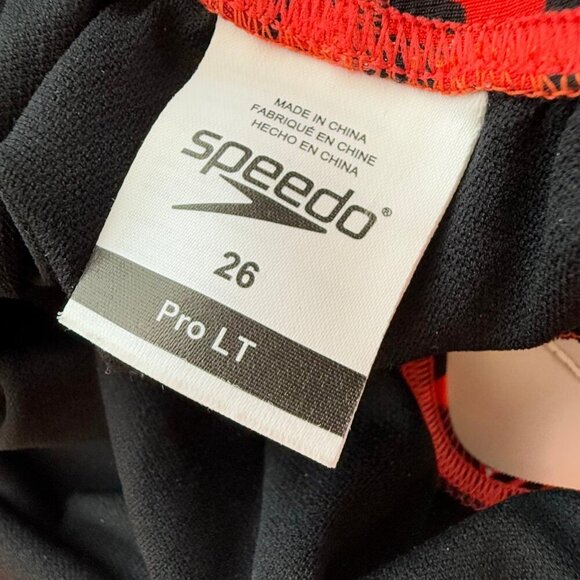 MADE IN CHINA
FABRIQUÉ EN CHINE
HECHO EN CHINA
speedo®
26
Pro LT